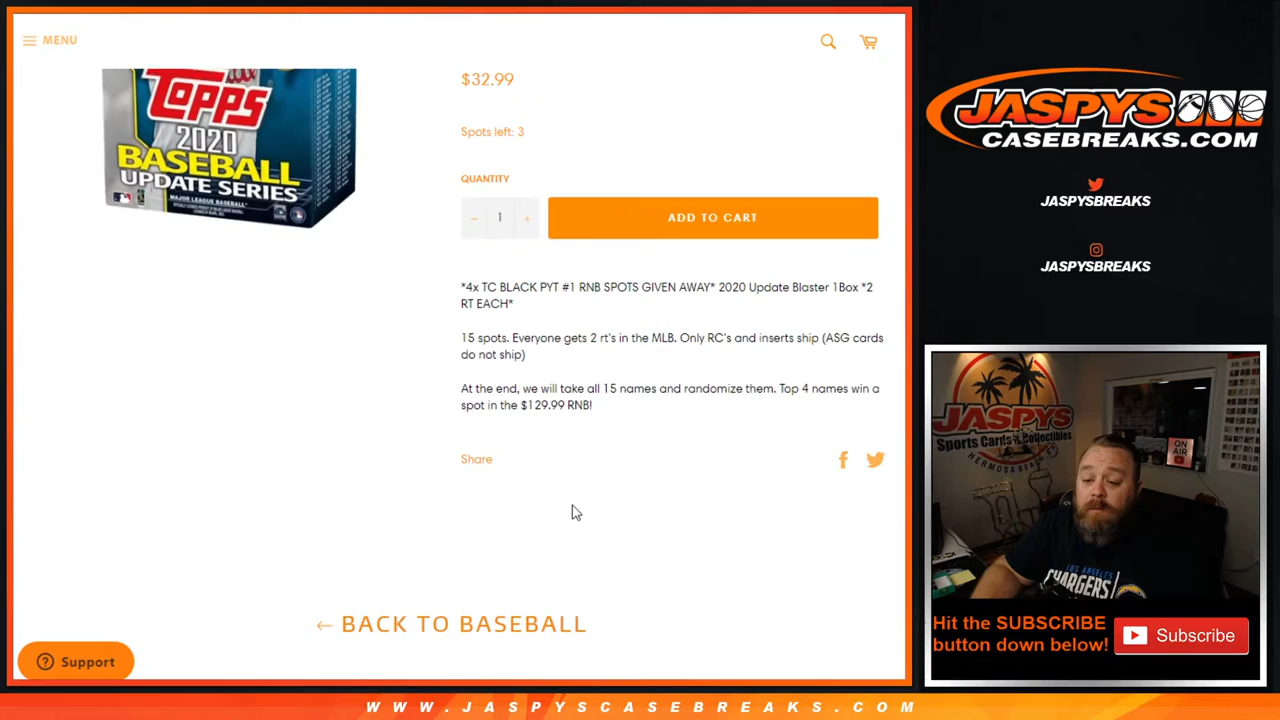 MENU
TOPPS
2020
BASEBALL
UPDATE SERIES
MAJOR LEAGUE BASEBALL
$32.99
Spots left: 3
QUANTITY
− 1 +
ADD TO CART
*4x TC BLACK PYT #1 RNB SPOTS GIVEN AWAY* 2020 Update Blaster 1Box *2
RT EACH*
15 spots. Everyone gets 2 rt's in the MLB. Only RC's and inserts ship (ASG cards
do not ship)
At the end, we will take all 15 names and randomize them. Top 4 names win a
spot in the $129.99 RNB!
Share
← BACK TO BASEBALL
Support
JASPYS
CASEBREAKS.COM
JASPYSBREAKS
JASPYSBREAKS
JASPYS
Sports Cards & Collectibles
HERMOSA BEACH
ON
AIR
LOS ANGELES
CHARGERS
Hit the SUBSCRIBE
button down below!
Subscribe
WWW.JASPYSCASEBREAKS.COM